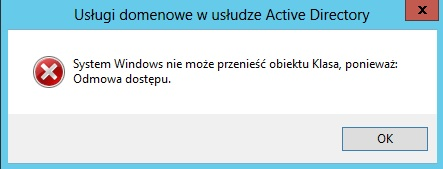 Usługi domenowe w usłudze Active Directory
x
System Windows nie może przenieść obiektu Klasa, ponieważ:
Odmowa dostępu.
OK